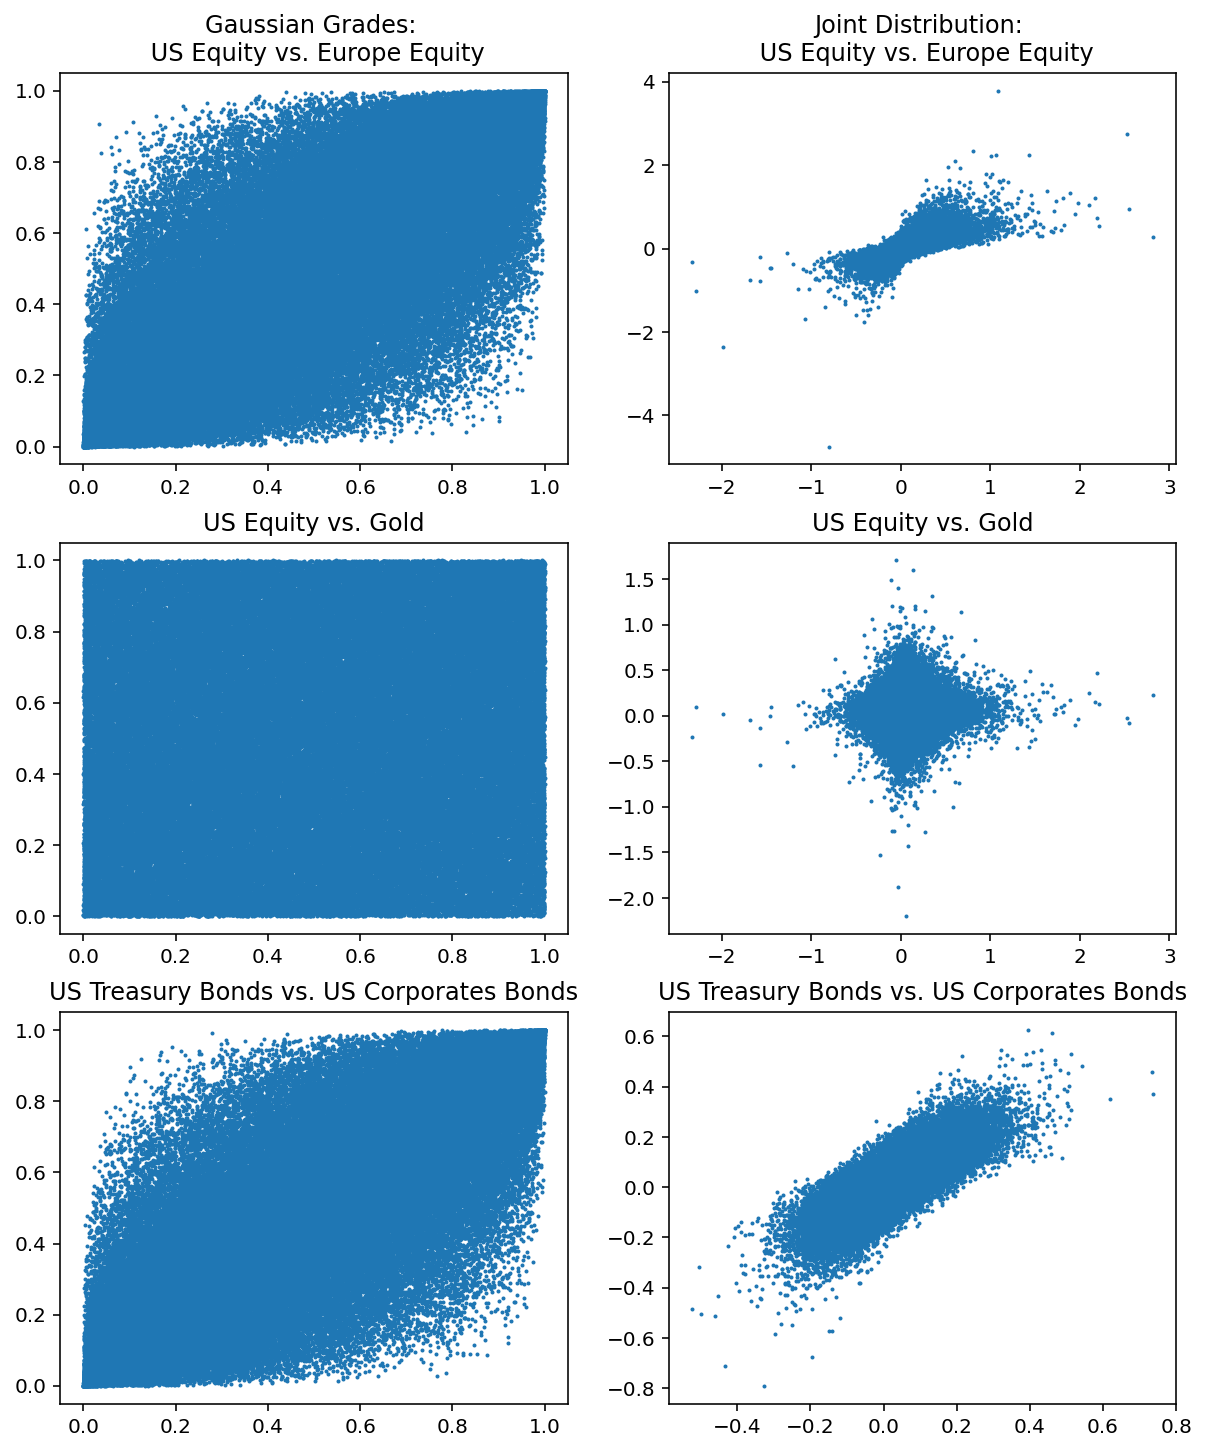 Gaussian Grades:
US Equity vs. Europe Equity
1.0
0.8
0.6
0.4
0.2
0.0
0.0 0.2 0.4 0.6 0.8 1.0
Joint Distribution:
US Equity vs. Europe Equity
4
2
0
−2
−4
−2 −1 0 1 2 3
US Equity vs. Gold
1.0
0.8
0.6
0.4
0.2
0.0
0.0 0.2 0.4 0.6 0.8 1.0
US Equity vs. Gold
1.5
1.0
0.5
0.0
−0.5
−1.0
−1.5
−2.0
−2 −1 0 1 2 3
US Treasury Bonds vs. US Corporates Bonds
1.0
0.8
0.6
0.4
0.2
0.0
0.0 0.2 0.4 0.6 0.8 1.0
US Treasury Bonds vs. US Corporates Bonds
0.6
0.4
0.2
0.0
−0.2
−0.4
−0.6
−0.8
−0.4 −0.2 0.0 0.2 0.4 0.6 0.8